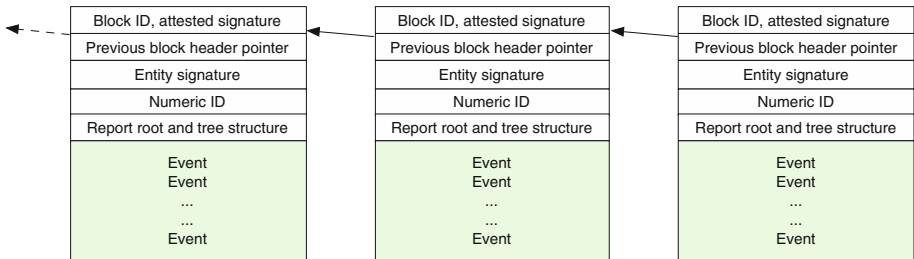 Block ID, attested signature
Previous block header pointer
Entity signature
Numeric ID
Report root and tree structure
Event
Event
...
...
Event
Block ID, attested signature
Previous block header pointer
Entity signature
Numeric ID
Report root and tree structure
Event
Event
...
...
Event
Block ID, attested signature
Previous block header pointer
Entity signature
Numeric ID
Report root and tree structure
Event
Event
...
...
Event